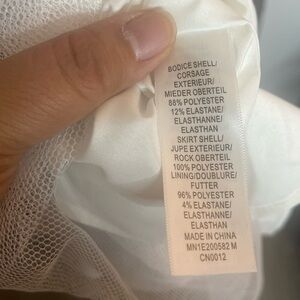 BODICE SHELL/
CORSAGE
EXTERIEUR/
MIEDER OBERTEIL
88% POLYESTER
12% ELASTANE/
ELASTHANNE/
ELASTHAN
SKIRT SHELL/
JUPE EXTERIEUR/
ROCK OBERTEIL
100% POLYESTER
LINING/DOUBLURE/
FUTTER
96% POLYESTER
4% ELASTANE/
ELASTHANNE/
ELASTHAN
MADE IN CHINA
MN1E200582 M
CN0012